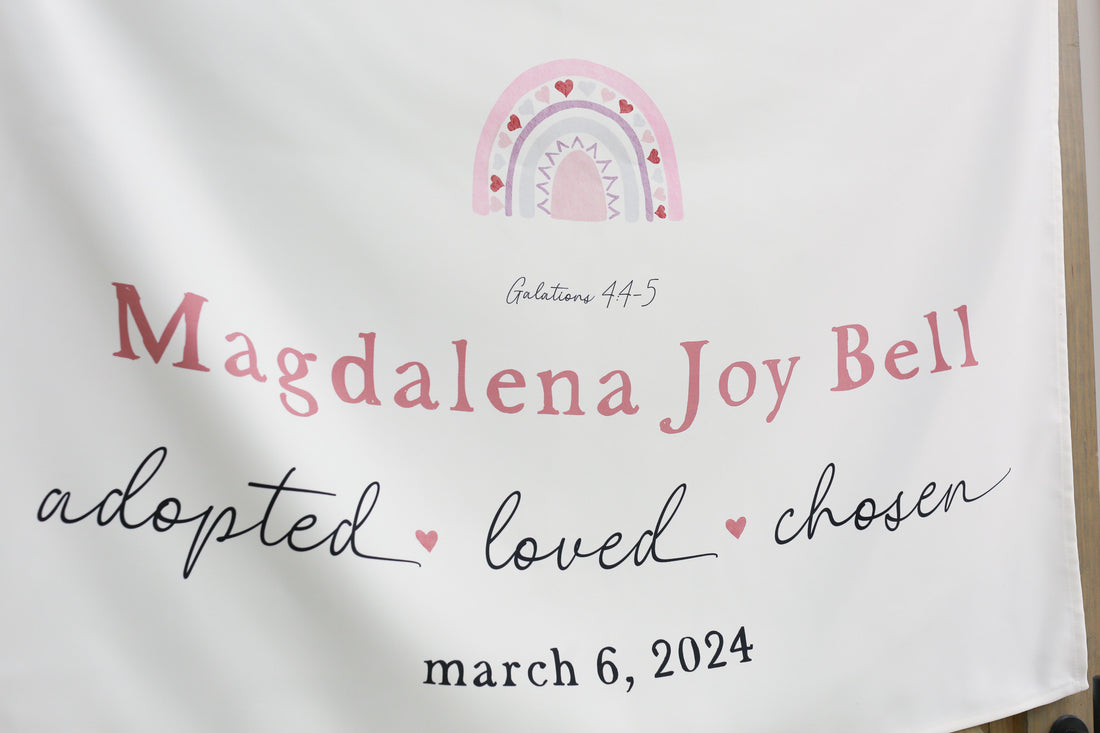 Galations 4:4-5
Magdalena Joy Bell
adopted ♥ loved ♥ chosen
march 6, 2024